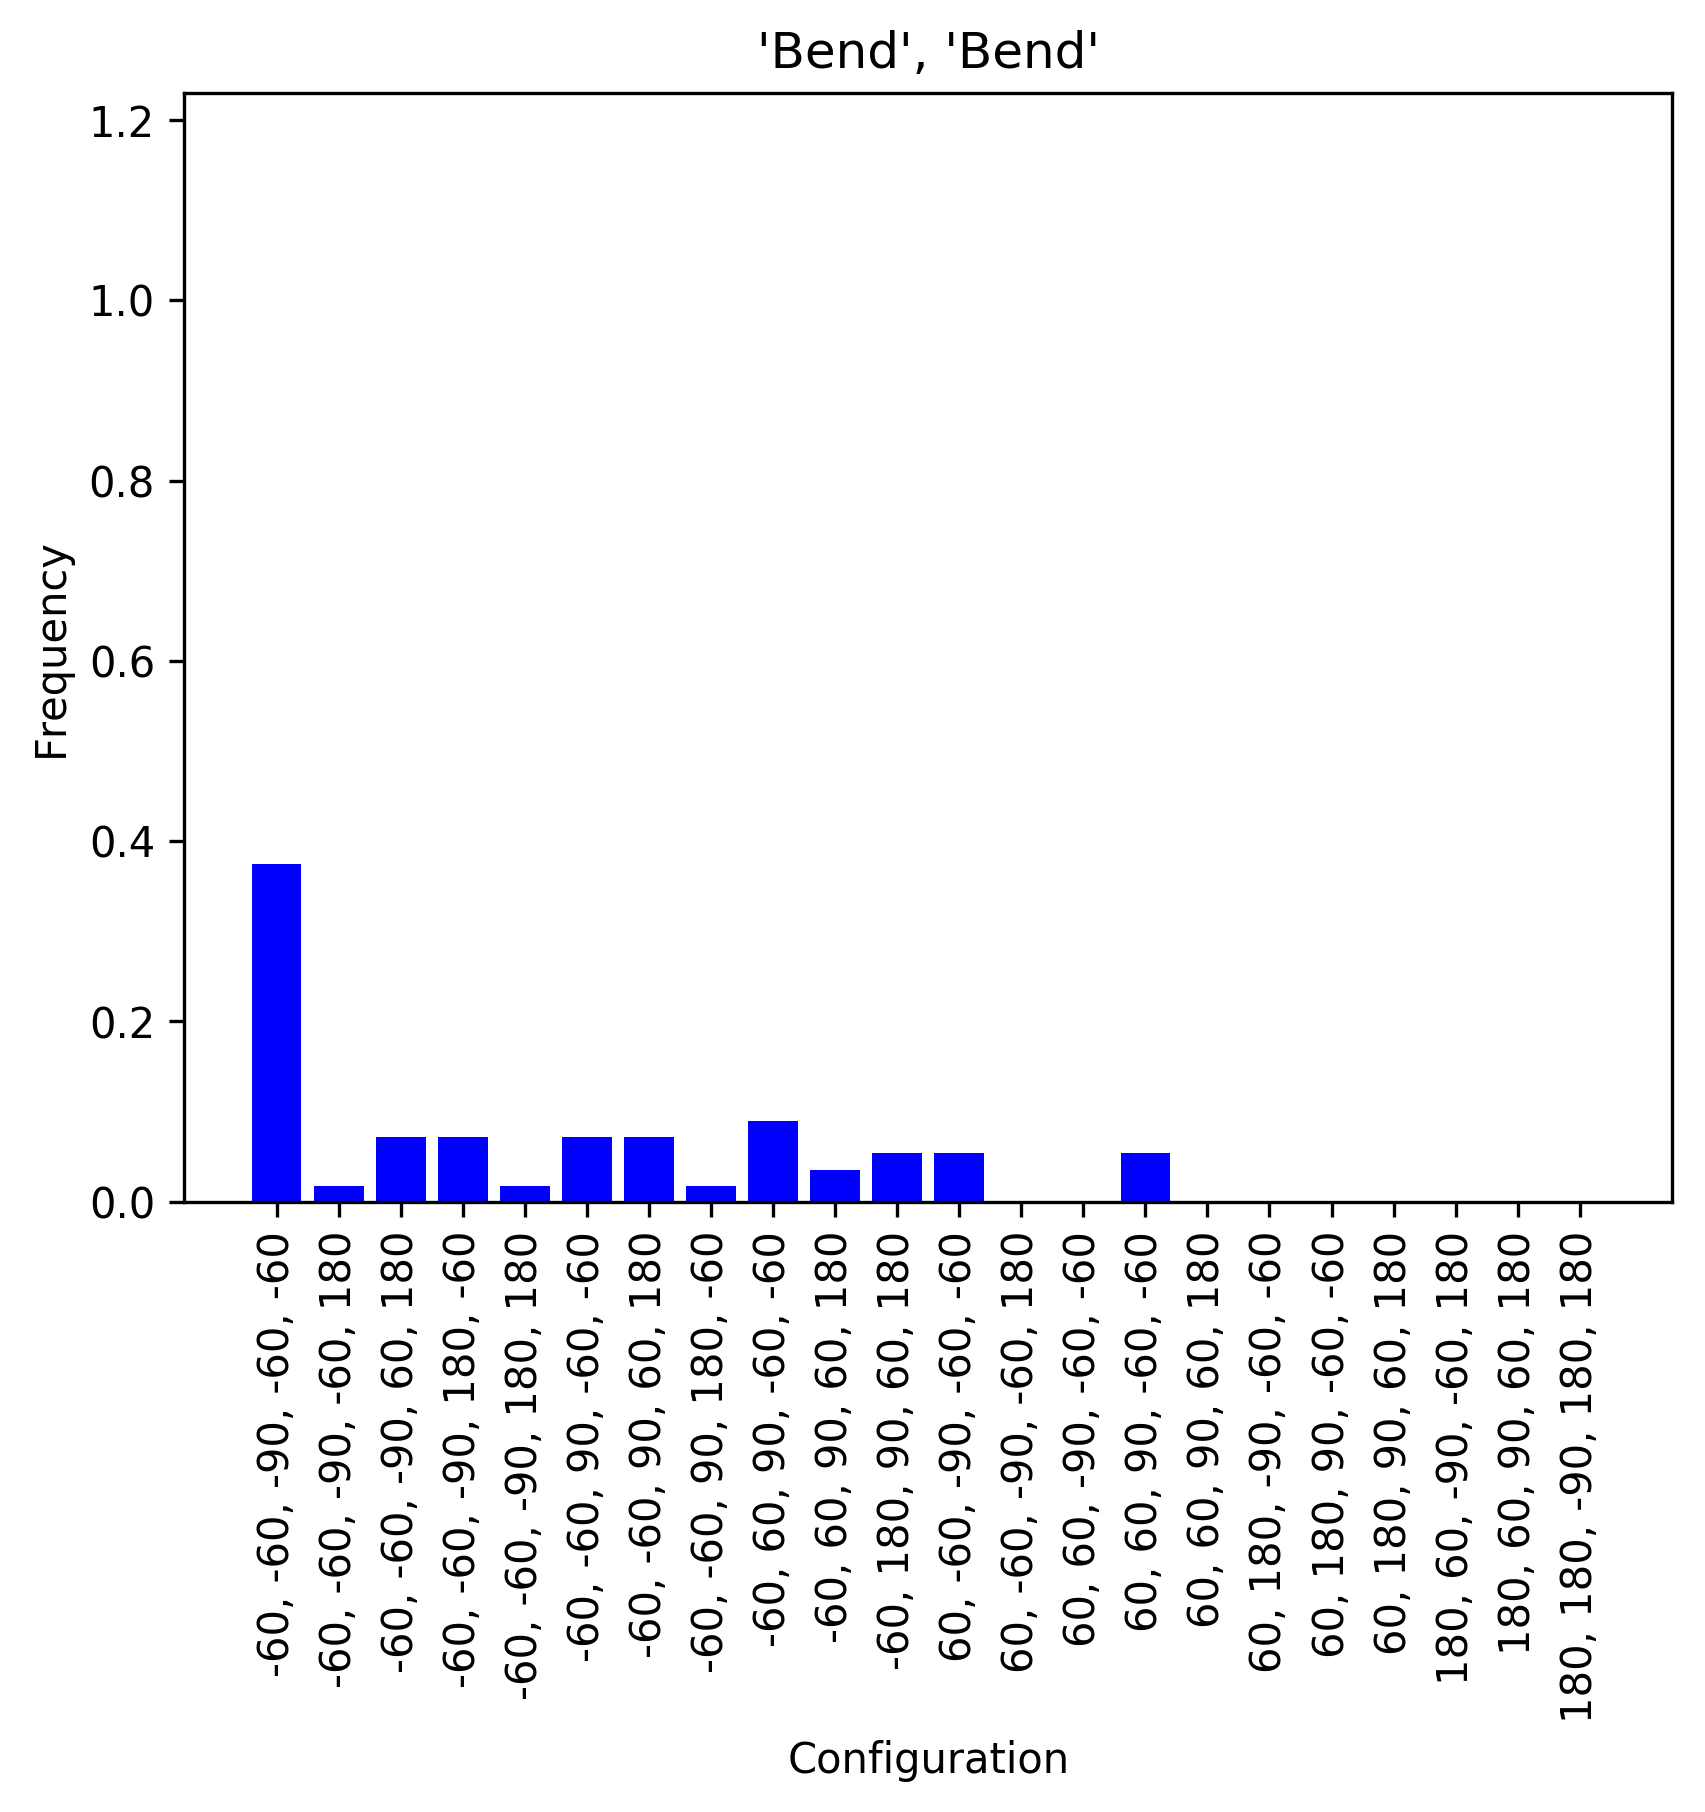 'Bend', 'Bend'
1.2
1.0
0.8
0.6
0.4
0.2
0.0
Frequency
-60, -60, -90, -60, -60
-60, -60, -90, -60, 180
-60, -60, -90, 60, 180
-60, -60, -90, 180, -60
-60, -60, -90, 180, 180
-60, -60, 90, -60, -60
-60, -60, 90, 60, 180
-60, -60, 90, 180, -60
-60, 60, 90, -60, -60
-60, 60, 90, 60, 180
-60, 180, 90, 60, 180
60, -60, -90, -60, -60
60, -60, -90, -60, 180
60, 60, -90, -60, -60
60, 60, 90, -60, -60
60, 60, 90, 60, 180
60, 180, -90, -60, -60
60, 180, 90, -60, -60
60, 180, 90, 60, 180
180, 60, -90, -60, 180
180, 60, 90, 60, 180
180, 180, -90, 180, 180
Configuration